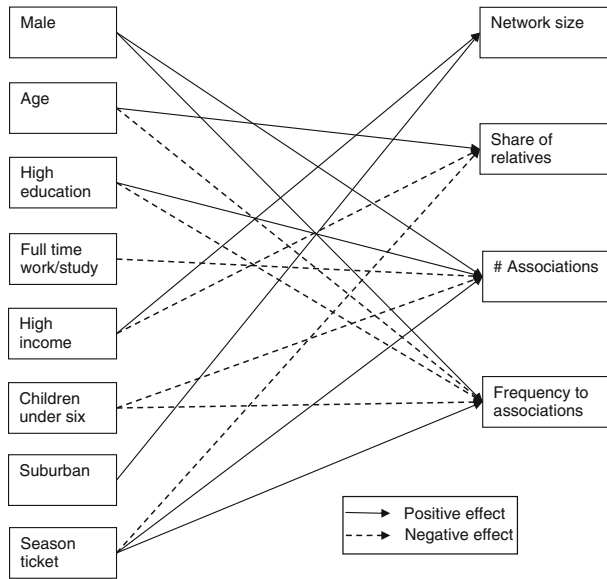 Male
Age
High
education
Full time
work/study
High
income
Children
under six
Suburban
Season
ticket
Network size
Share of
relatives
# Associations
Frequency to
associations
Positive effect
Negative effect